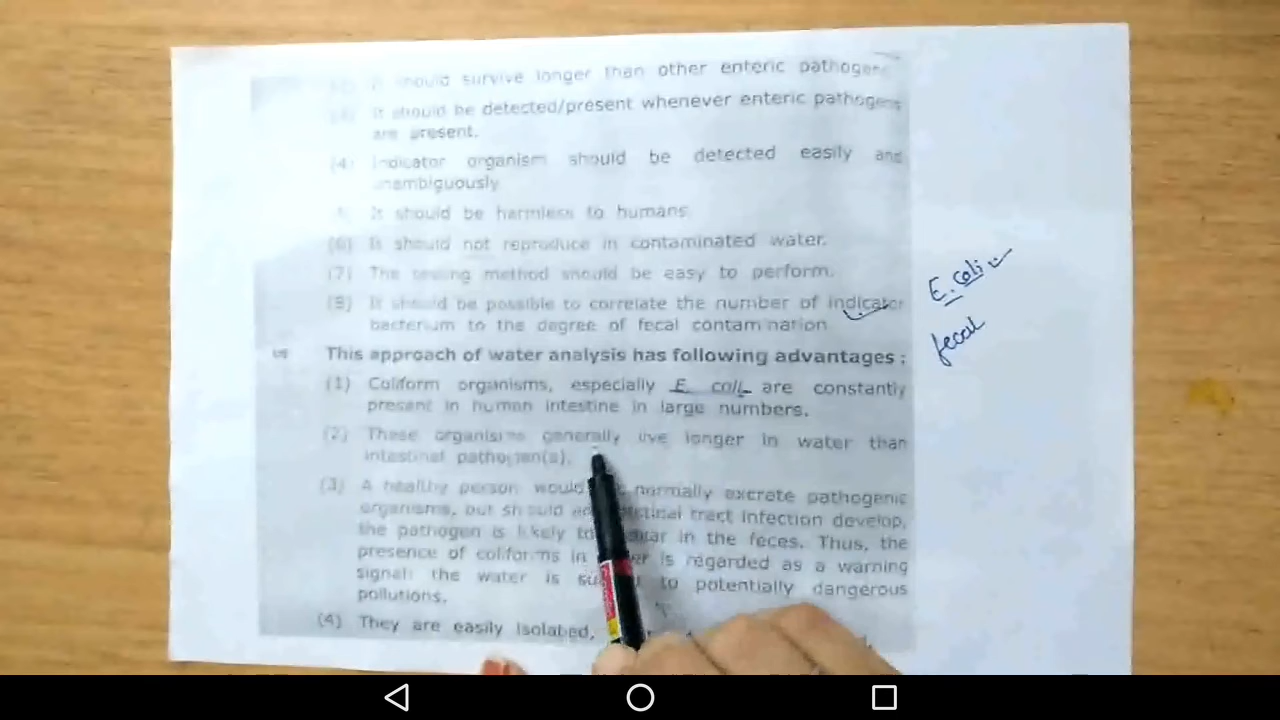 should survive longer than other enteric pathogens
It should be detected/present whenever enteric pathogens
are present.
(4) Indicator organism should be detected easily and
unambiguously
It should be harmless to humans
(6) It should not reproduce in contaminated water.
(7) The testing method should be easy to perform.
(8) It should be possible to correlate the number of indicator
bacterium to the degree of fecal contamination
This approach of water analysis has following advantages :
(1) Coliform organisms, especially E. coli are constantly
present in human intestine in large numbers.
(2) These organisms generally live longer in water than
intestinal pathogen(s).
(3) A healthy person would normally excrete pathogenic
organisms, but should an intestinal tract infection develop,
the pathogen is likely to appear in the feces. Thus, the
presence of coliforms in water is regarded as a warning
signal: the water is to potentially dangerous
pollutions.
(4) They are easily isolabed,
E. coli
fecal